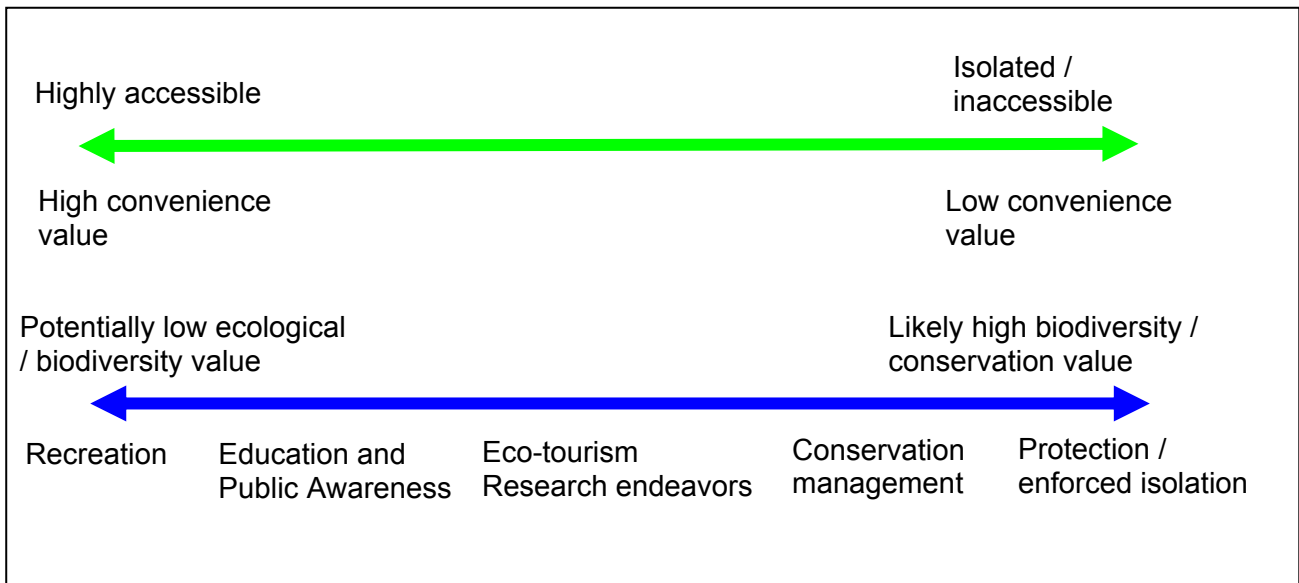 Highly accessible
Isolated /
inaccessible
High convenience
value
Low convenience
value
Potentially low ecological
/ biodiversity value
Likely high biodiversity /
conservation value
Recreation
Education and
Public Awareness
Eco-tourism
Research endeavors
Conservation
management
Protection /
enforced isolation